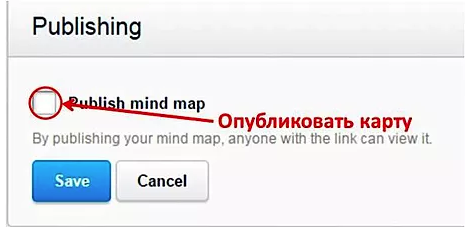 Publishing
Publish mind map
Опубликовать карту
By publishing your mind map, anyone with the link can view it.
Save
Cancel